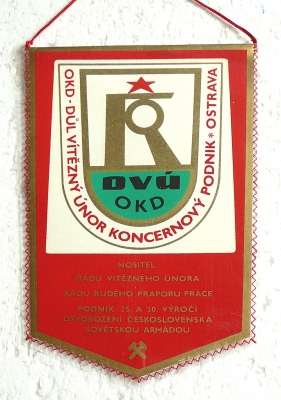 OKD - DŮL VÍTĚZNÝ ÚNOR KONCERNOVÝ PODNIK * OSTRAVA
DVÚ
OKD
NOSITEL
ŘÁDU VÍTĚZNÉHO ÚNORA
ŘÁDU RUDÉHO PRAPORU PRÁCE
PODNIK 25. A 30. VÝROČÍ
OSVOBOZENÍ ČESKOSLOVENSKA
SOVĚTSKOU ARMÁDOU